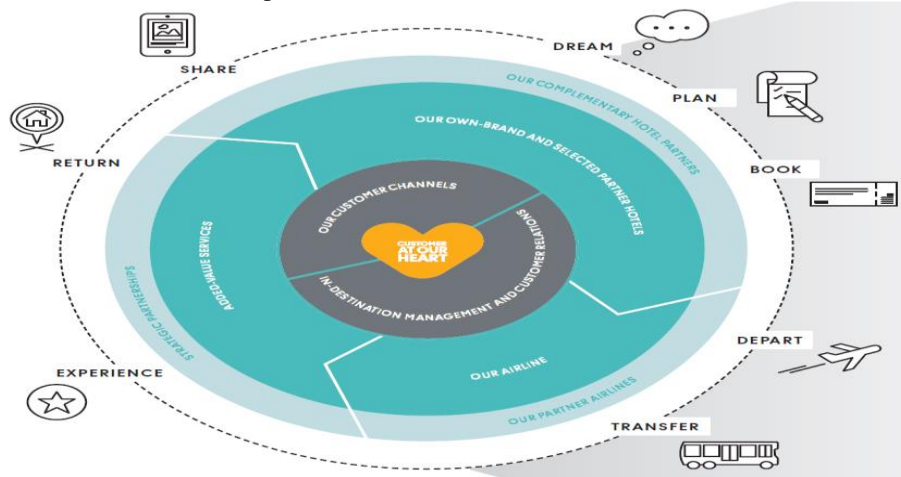 DREAM
SHARE
PLAN
OUR COMPLEMENTARY HOTEL PARTNERS
OUR OWN-BRAND AND SELECTED PARTNER HOTELS
RETURN
BOOK
OUR CUSTOMER CHANNELS
CUSTOMER
AT OUR
HEART
IN-DESTINATION MANAGEMENT AND CUSTOMER RELATIONS
ADDED-VALUE SERVICES
STRATEGIC PARTNERSHIPS
DEPART
EXPERIENCE
OUR AIRLINE
OUR PARTNER AIRLINES
TRANSFER